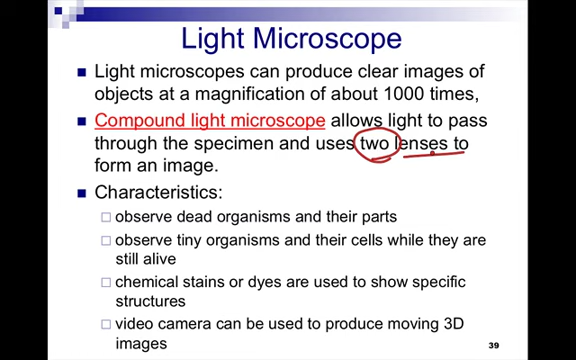 Light Microscope
Light microscopes can produce clear images of
objects at a magnification of about 1000 times,
Compound light microscope allows light to pass
through the specimen and uses two lenses to
form an image.
Characteristics:
observe dead organisms and their parts
observe tiny organisms and their cells while they are
still alive
chemical stains or dyes are used to show specific
structures
video camera can be used to produce moving 3D
images
39